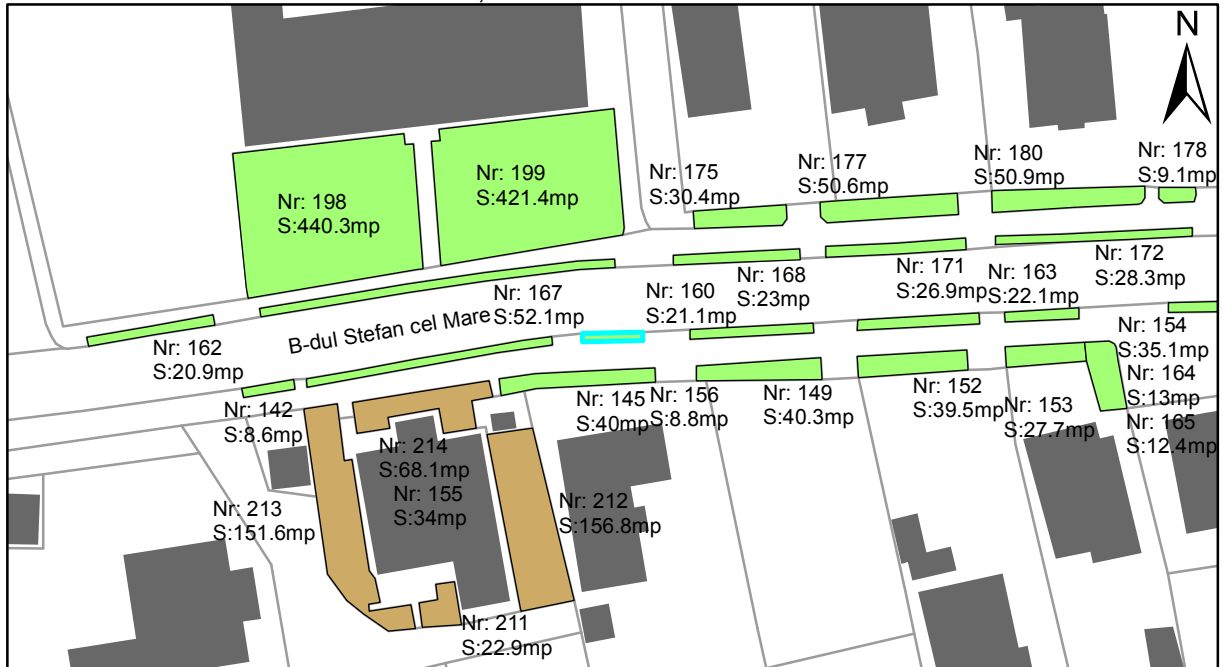 N
Nr: 178
S:9.1mp
Nr: 180
S:50.9mp
Nr: 177
S:50.6mp
Nr: 175
S:30.4mp
Nr: 199
S:421.4mp
Nr: 198
S:440.3mp
Nr: 172
S:28.3mp
Nr: 163
S:22.1mp
Nr: 171
S:26.9mp
Nr: 168
S:23mp
Nr: 160
S:21.1mp
Nr: 167
S:52.1mp
B-dul Stefan cel Mare
Nr: 162
S:20.9mp
Nr: 154
S:35.1mp
Nr: 164
S:13mp
Nr: 165
S:12.4mp
Nr: 153
S:27.7mp
Nr: 152
S:39.5mp
Nr: 149
S:40.3mp
Nr: 156
S:8.8mp
Nr: 145
S:40mp
Nr: 142
S:8.6mp
Nr: 214
S:68.1mp
Nr: 155
S:34mp
Nr: 213
S:151.6mp
Nr: 212
S:156.8mp
Nr: 211
S:22.9mp